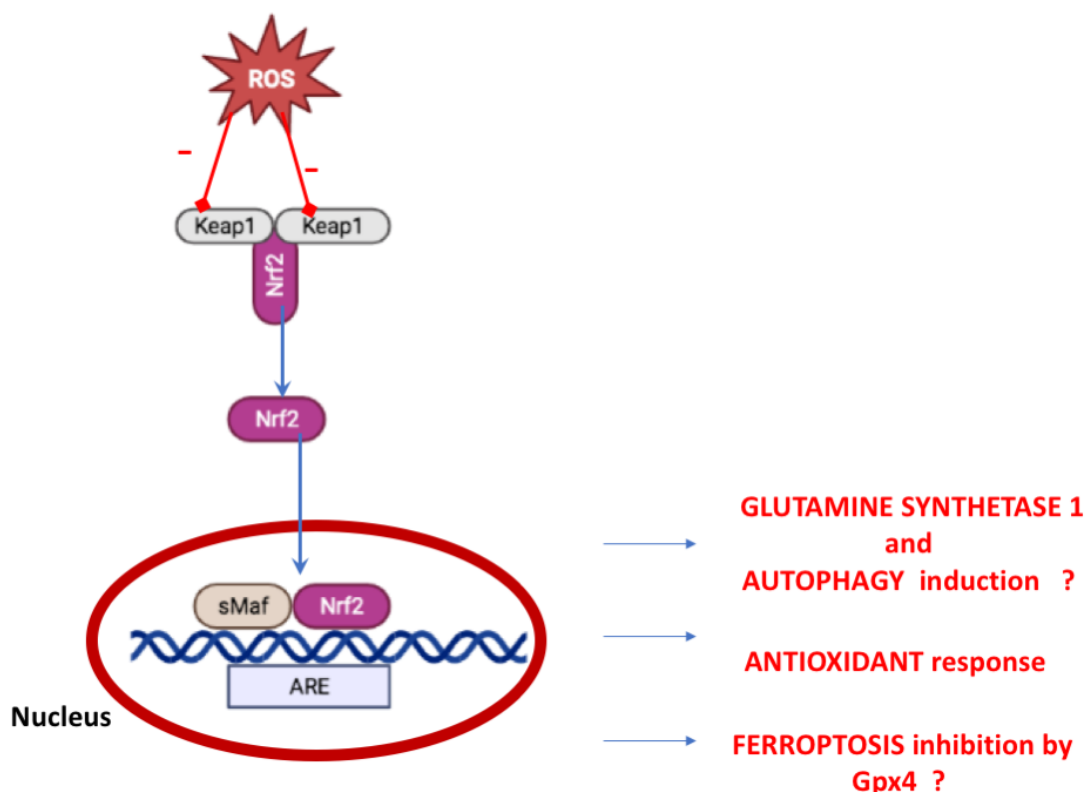 ROS
-
-
Keap1
Keap1
Nrf2
Nrf2
GLUTAMINE SYNTHETASE 1
and
AUTOPHAGY induction ?
sMaf
Nrf2
ANTIOXIDANT response
ARE
Nucleus
FERROPTOSIS inhibition by
Gpx4 ?